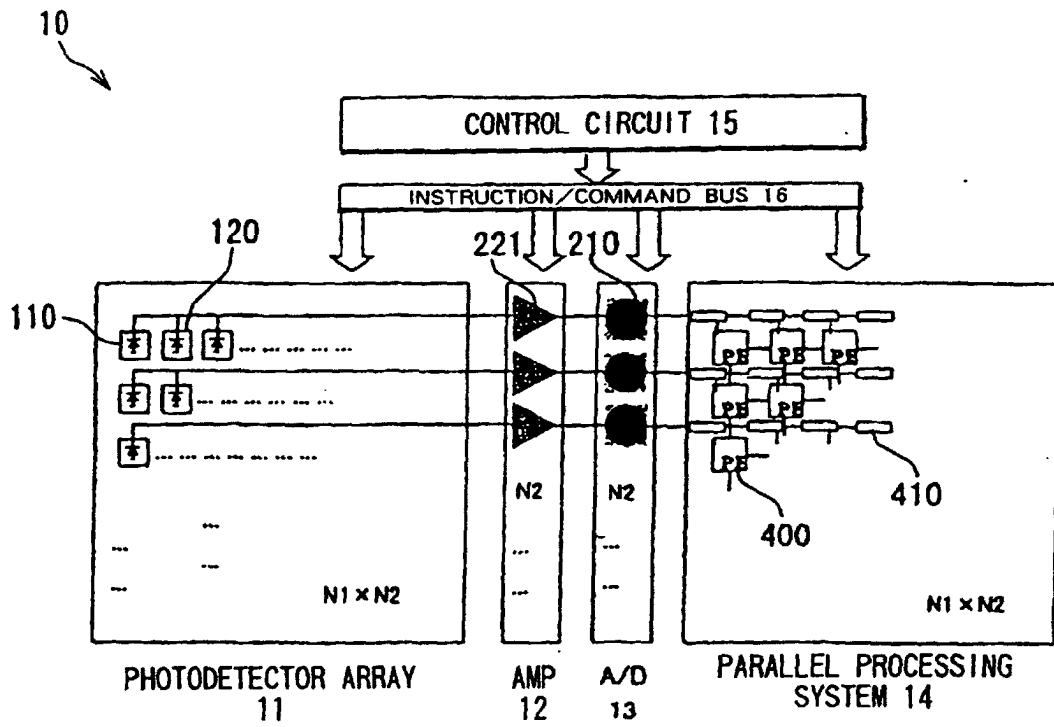 10
CONTROL CIRCUIT 15
INSTRUCTION/COMMAND BUS 16
120
221
210
110
PE PE PE
PE PE
PE
N2
N2
410
400
N1×N2
N1×N2
PHOTODETECTOR ARRAY
11
AMP
12
A/D
13
PARALLEL PROCESSING
SYSTEM 14